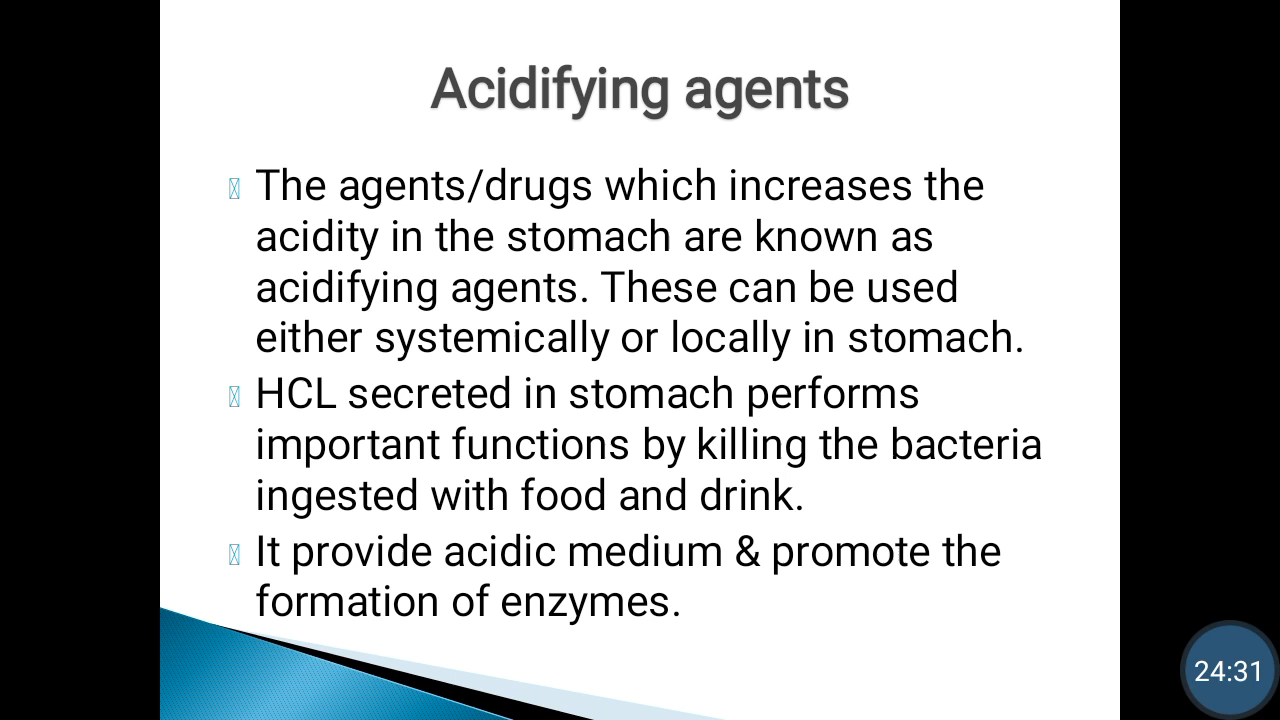 Acidifying agents
The agents/drugs which increases the
acidity in the stomach are known as
acidifying agents. These can be used
either systemically or locally in stomach.
HCL secreted in stomach performs
important functions by killing the bacteria
ingested with food and drink.
It provide acidic medium & promote the
formation of enzymes.
24:31